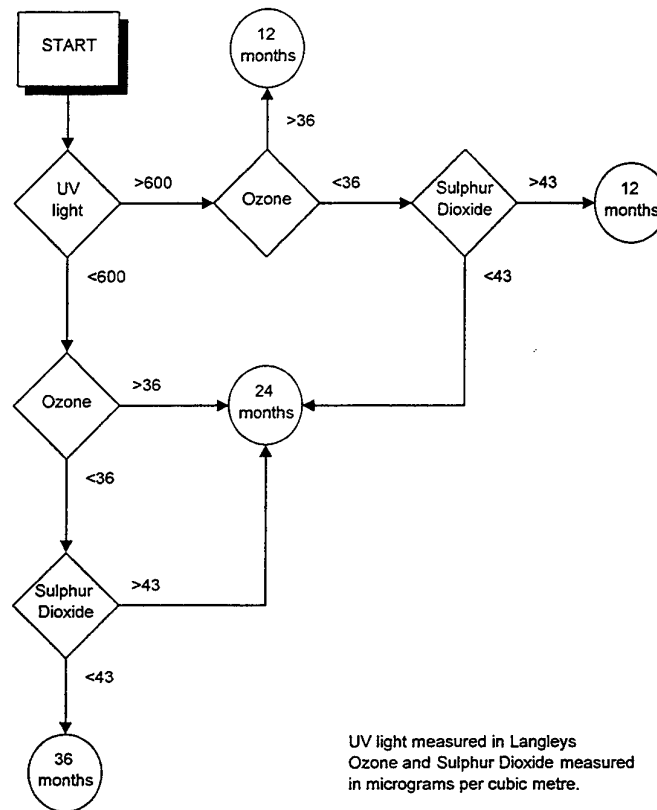 START
12
months
>36
UV
light
>600
Ozone
<36
Sulphur
Dioxide
>43
12
months
<600
<43
Ozone
>36
24
months
<36
Sulphur
Dioxide
>43
<43
36
months
UV light measured in Langleys
Ozone and Sulphur Dioxide measured
in micrograms per cubic metre.